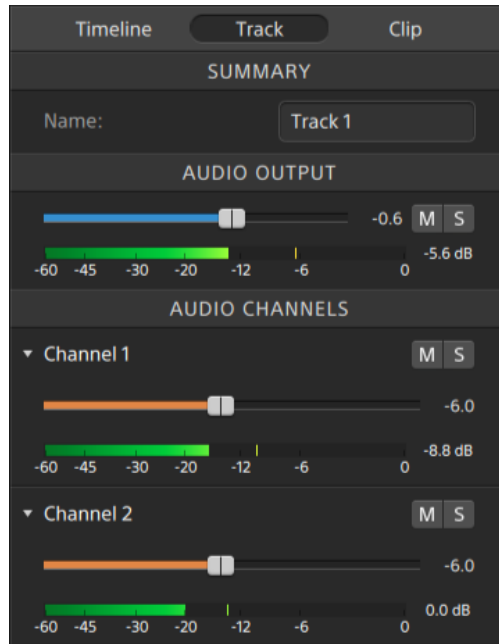 Timeline Track Clip
SUMMARY
Name: Track 1
AUDIO OUTPUT
-0.6 M S
-5.6 dB
-60 -45 -30 -20 -12 -6 0
AUDIO CHANNELS
Channel 1 M S
-6.0
-8.8 dB
-60 -45 -30 -20 -12 -6 0
Channel 2 M S
-6.0
0.0 dB
-60 -45 -30 -20 -12 -6 0